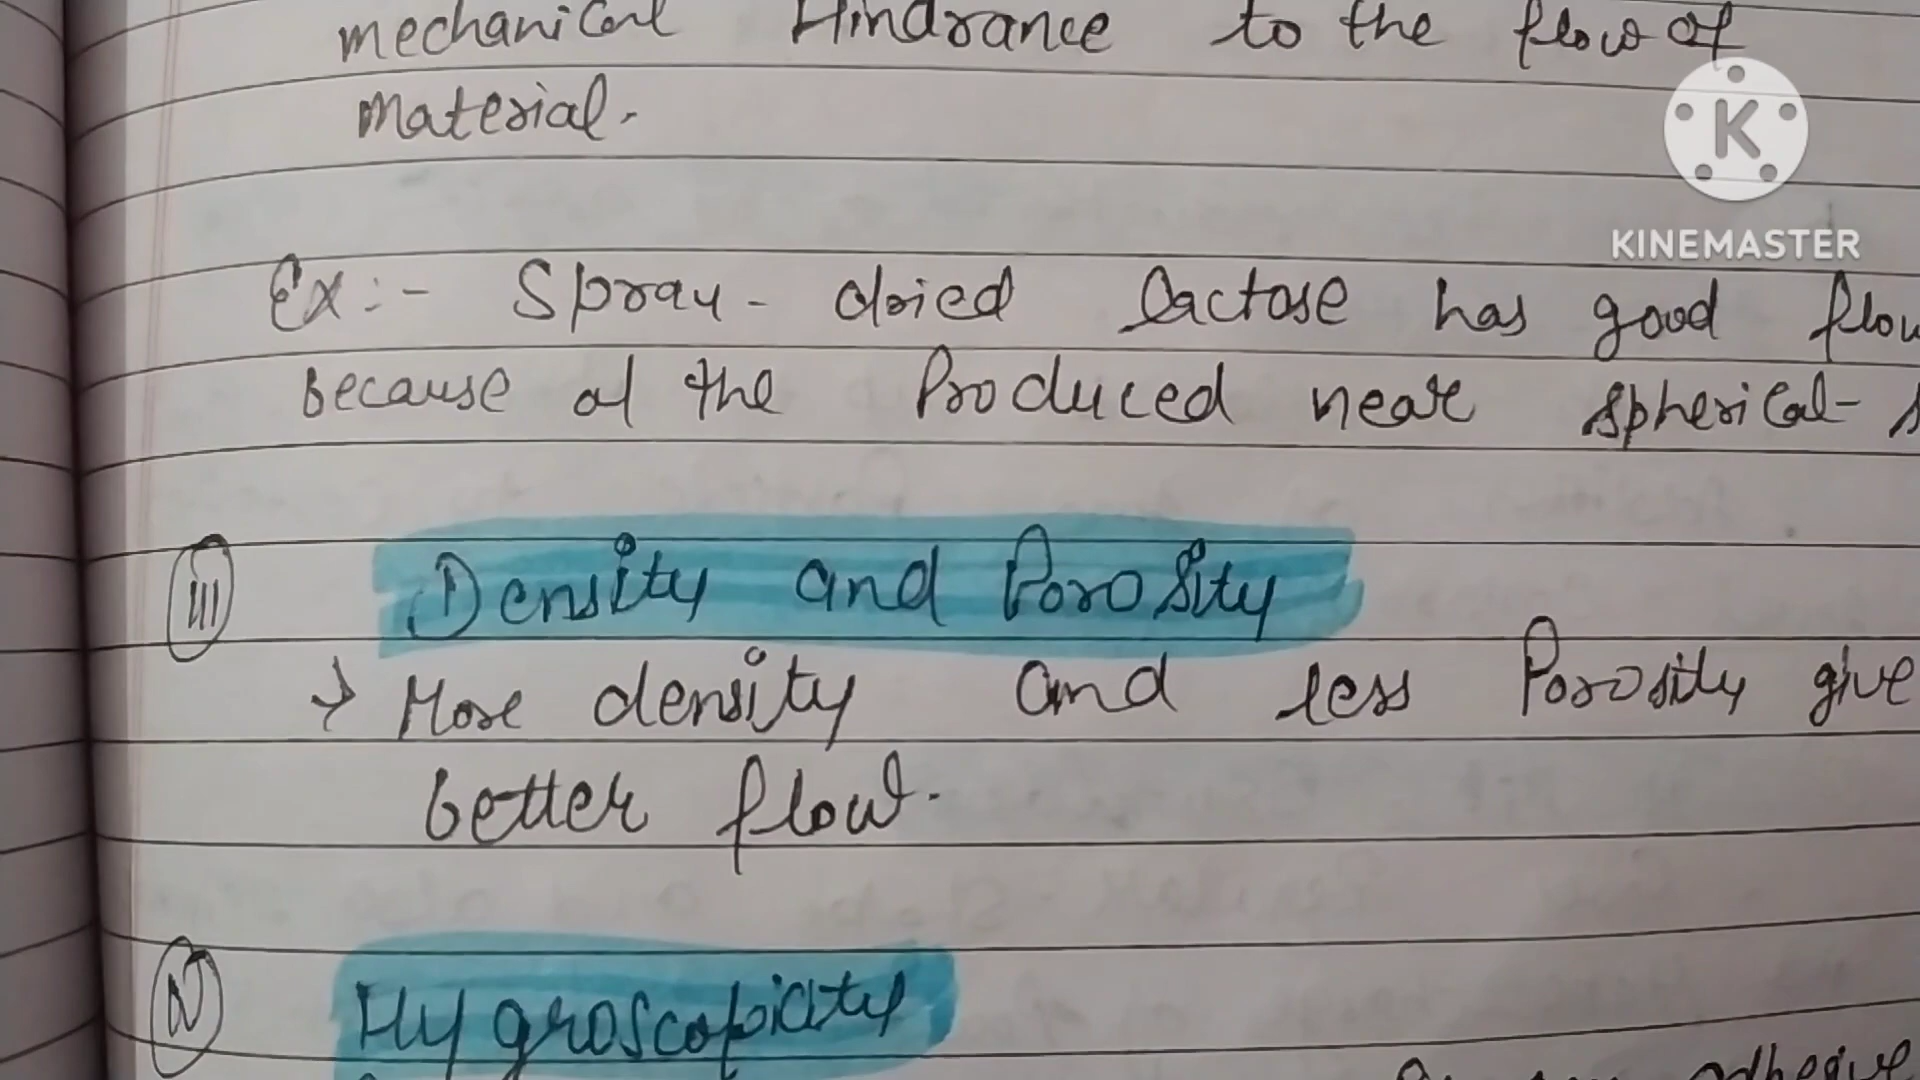 mechanical Hindrance to the flow of
material.
KINEMASTER
Ex:- Spray-dried lactose has good flow
Because of the Produced near spherical-
(iii) Density and Porosity
→ More density and less Porosity give
better flow.
(iv) Hygroscopicity
adhesive